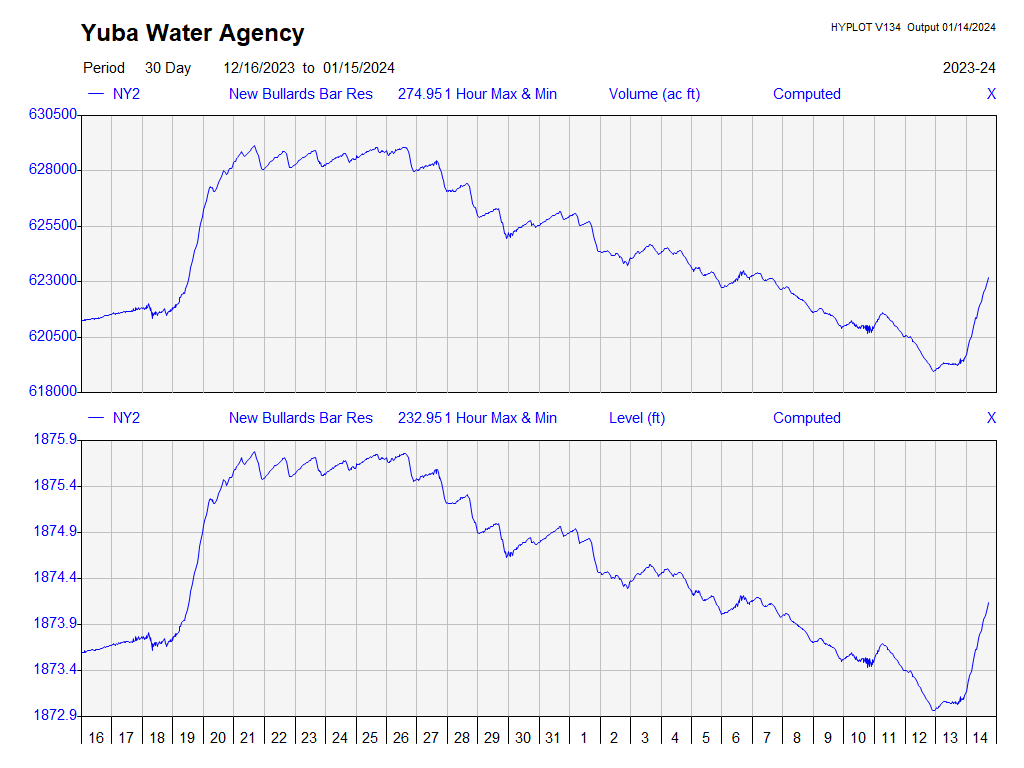 Yuba Water Agency
HYPLOT V134 Output 01/14/2024
Period 30 Day 12/16/2023 to 01/15/2024 2023-24
NY2 New Bullards Bar Res 274.95 1 Hour Max & Min Volume (ac ft) Computed X
630500
628000
625500
623000
620500
618000
NY2 New Bullards Bar Res 232.95 1 Hour Max & Min Level (ft) Computed X
1875.9
1875.4
1874.9
1874.4
1873.9
1873.4
1872.9
16 17 18 19 20 21 22 23 24 25 26 27 28 29 30 31 1 2 3 4 5 6 7 8 9 10 11 12 13 14